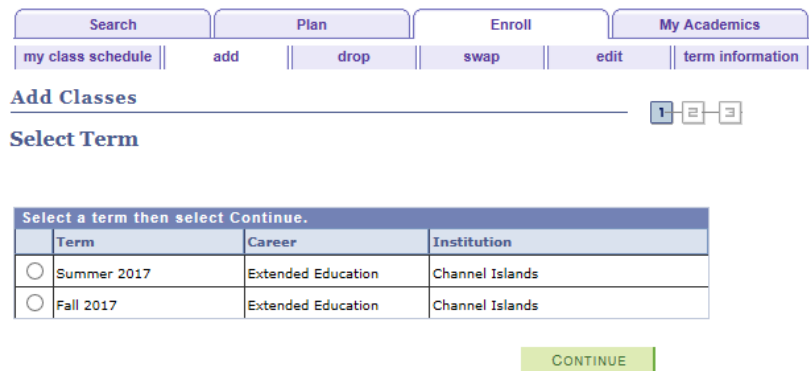 Search Plan Enroll My Academics
my class schedule add drop swap edit term information
Add Classes
1 2 3
Select Term
Select a term then select Continue.
Term Career Institution
Summer 2017 Extended Education Channel Islands
Fall 2017 Extended Education Channel Islands
CONTINUE